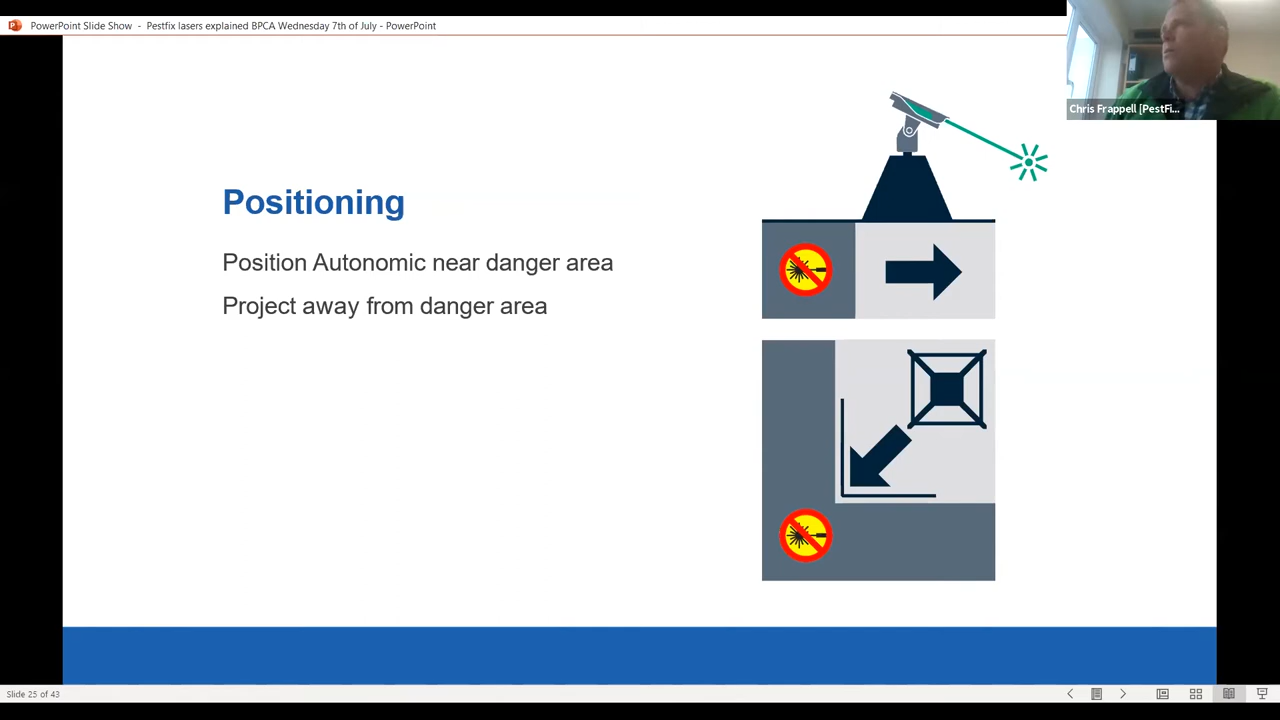 PowerPoint Slide Show - Pestfix lasers explained BPCA Wednesday 7th of July - PowerPoint
Chris Frappell [PestFi...
Positioning
Position Autonomic near danger area
Project away from danger area
Slide 25 of 43